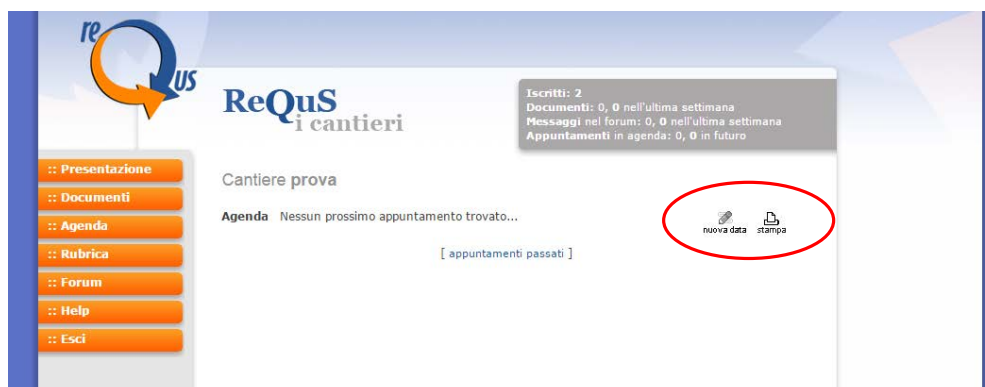 re
Us
ReQuS
i cantieri
Iscritti: 2
Documenti: 0, 0 nell'ultima settimana
Messaggi nel forum: 0, 0 nell'ultima settimana
Appuntamenti in agenda: 0, 0 in futuro
:: Presentazione
:: Documenti
:: Agenda
:: Rubrica
:: Forum
:: Help
:: Esci
Cantiere prova
Agenda Nessun prossimo appuntamento trovato...
nuova data stampa
[ appuntamenti passati ]